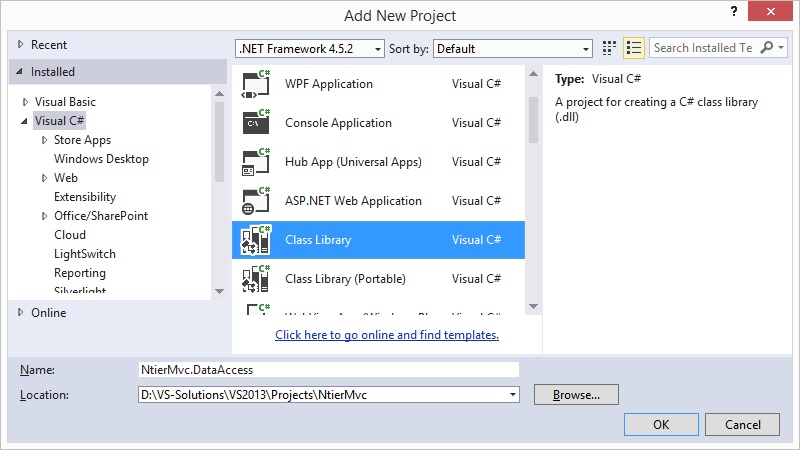 Add New Project
?
Recent
.NET Framework 4.5.2
Sort by:
Default
Search Installed Te
Installed
Visual Basic
Visual C#
Store Apps
Windows Desktop
Web
Extensibility
Office/SharePoint
Cloud
LightSwitch
Reporting
Silverlight
Online
C#
WPF Application Visual C#
C#
C:\
Console Application Visual C#
C#
Hub App (Universal Apps) Visual C#
C#
ASP.NET Web Application Visual C#
C#
Class Library Visual C#
C#
Class Library (Portable) Visual C#
C#
Click here to go online and find templates.
Type: Visual C#
A project for creating a C# class library
(.dll)
Name: NtierMvc.DataAccess
Location: D:\VS-Solutions\VS2013\Projects\NtierMvc
Browse...
OK Cancel